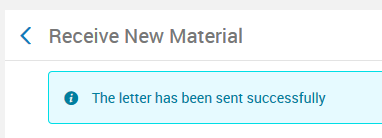 Receive New Material
The letter has been sent successfully